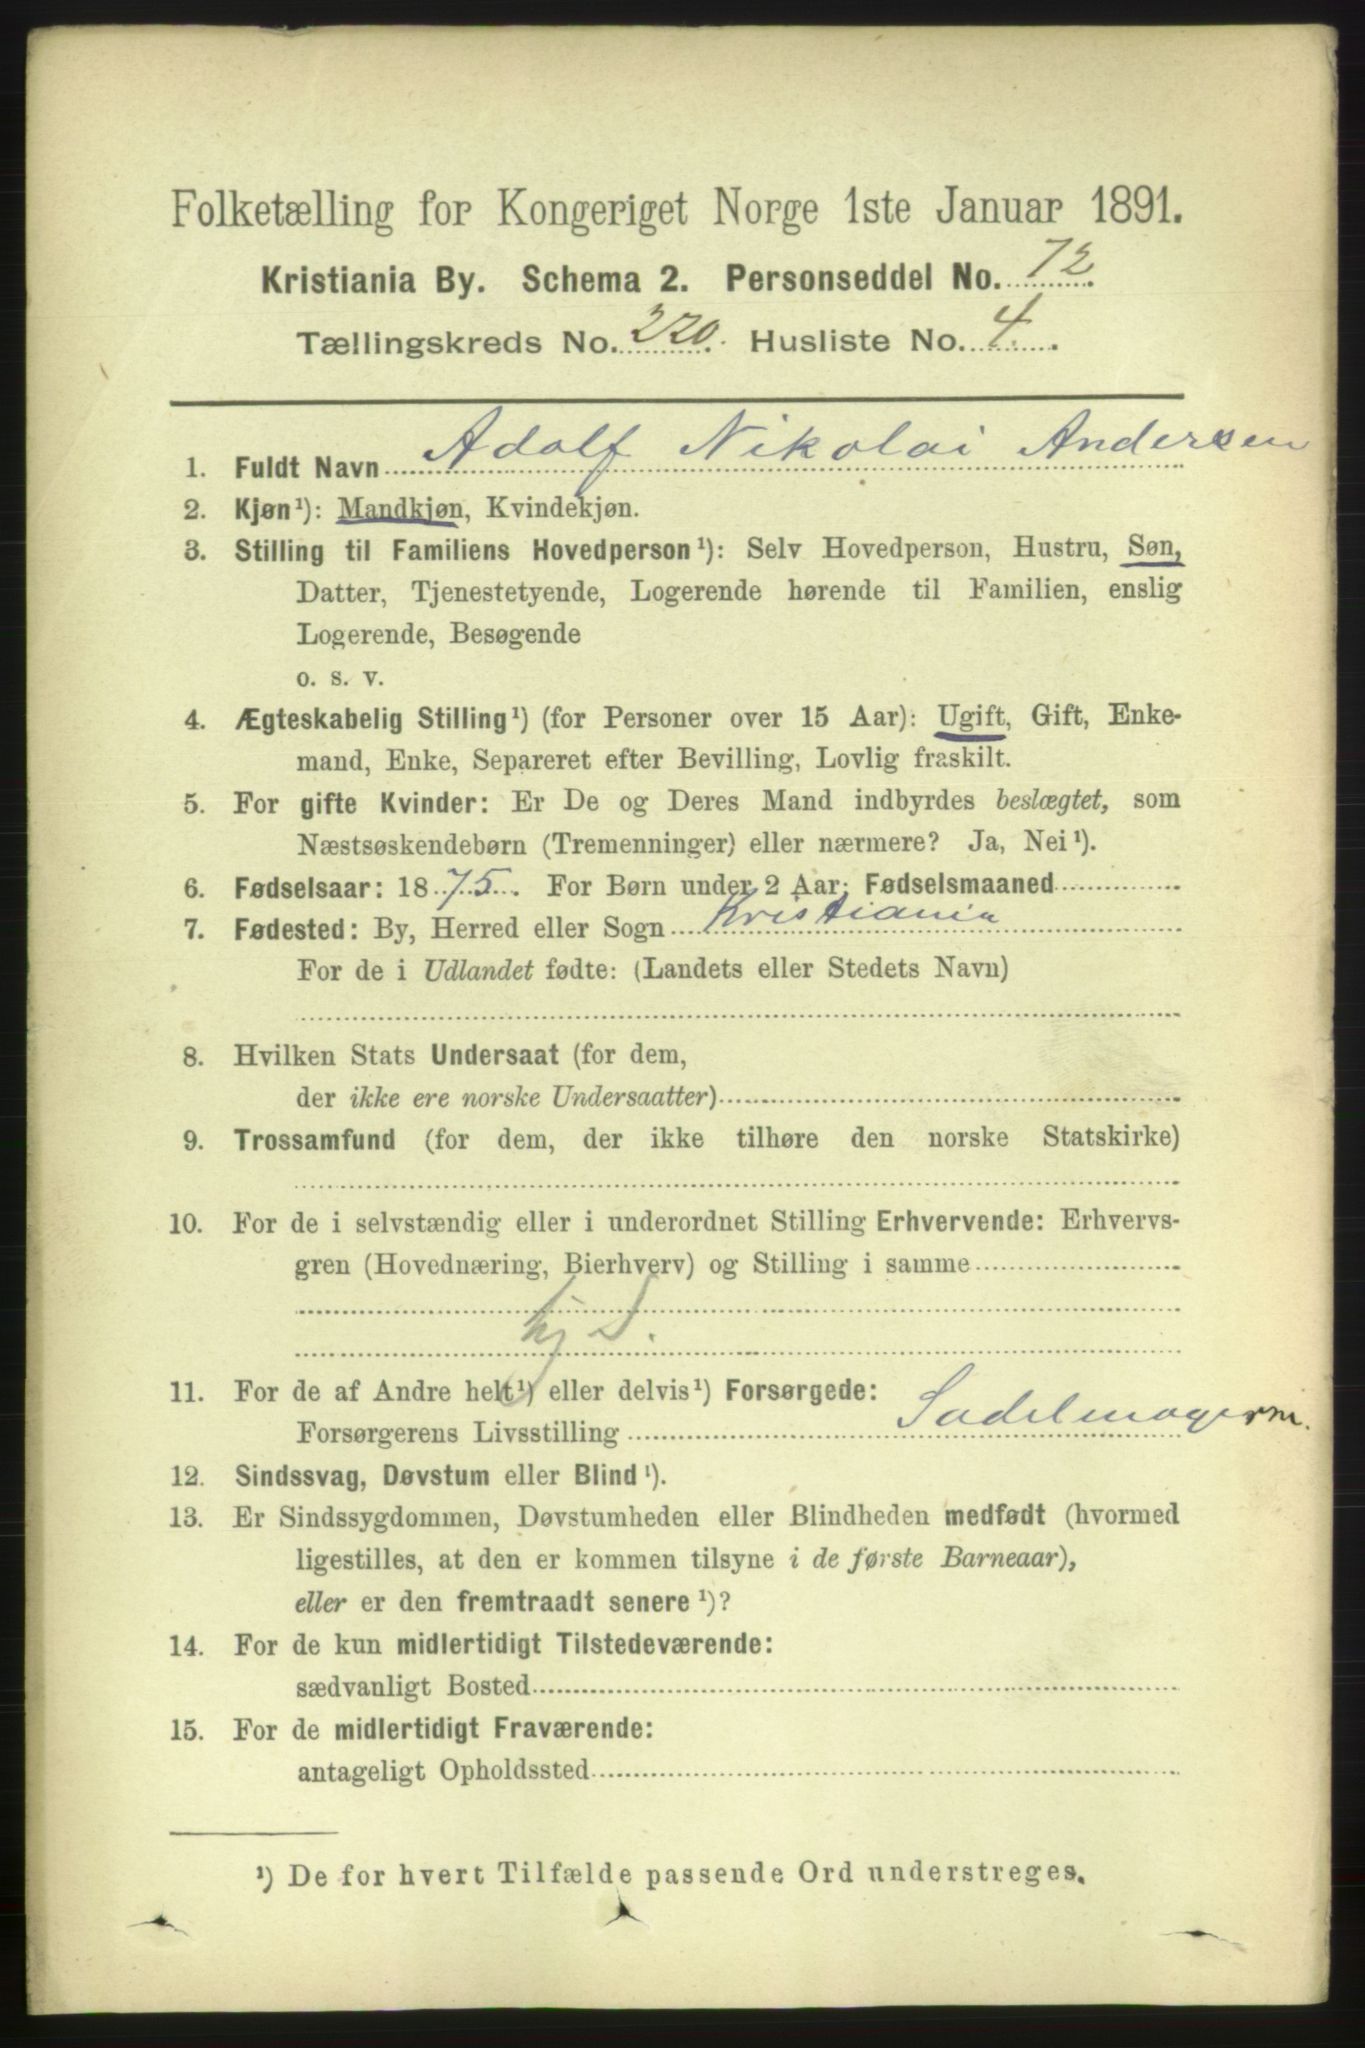 Folketælling for Kongeriget Norge 1ste Januar 1891.
Kristiania By. Schema 2. Personseddel No. 72.
Tællingskreds No. 220. Husliste No. 4.
1. Fuldt Navn Adolf Nikolai Andersen
2. Kjøn¹): Mandkjøn, Kvindekjøn.
3. Stilling til Familiens Hovedperson¹): Selv Hovedperson, Hustru, Søn,
Datter, Tjenestetyende, Logerende hørende til Familien, enslig
Logerende, Besøgende
o. s. v.
4. Ægteskabelig Stilling¹) (for Personer over 15 Aar): Ugift, Gift, Enke-
mand, Enke, Separeret efter Bevilling, Lovlig fraskilt.
5. For gifte Kvinder: Er De og Deres Mand indbyrdes beslægtet, som
Næstsøskendebørn (Tremenninger) eller nærmere? Ja, Nei¹).
6. Fødselsaar: 1875. For Børn under 2 Aar: Fødselsmaaned
7. Fødested: By, Herred eller Sogn Kristiania
For de i Udlandet fødte: (Landets eller Stedets Navn)
8. Hvilken Stats Undersaat (for dem,
der ikke ere norske Undersaatter)
9. Trossamfund (for dem, der ikke tilhøre den norske Statskirke)
10. For de i selvstændig eller i underordnet Stilling Erhvervende: Erhvervs-
gren (Hovednæring, Bierhverv) og Stilling i samme
hj S.
11. For de af Andre helt¹) eller delvis¹) Forsørgede:
Forsørgerens Livsstilling Sadelmagerm.
12. Sindssvag, Døvstum eller Blind¹).
13. Er Sindssygdommen, Døvstumheden eller Blindheden medfødt (hvormed
ligestilles, at den er kommen tilsyne i de første Barneaar),
eller er den fremtraadt senere¹)?
14. For de kun midlertidigt Tilstedeværende:
sædvanligt Bosted
15. For de midlertidigt Fraværende:
antageligt Opholdssted
¹) De for hvert Tilfælde passende Ord understreges.